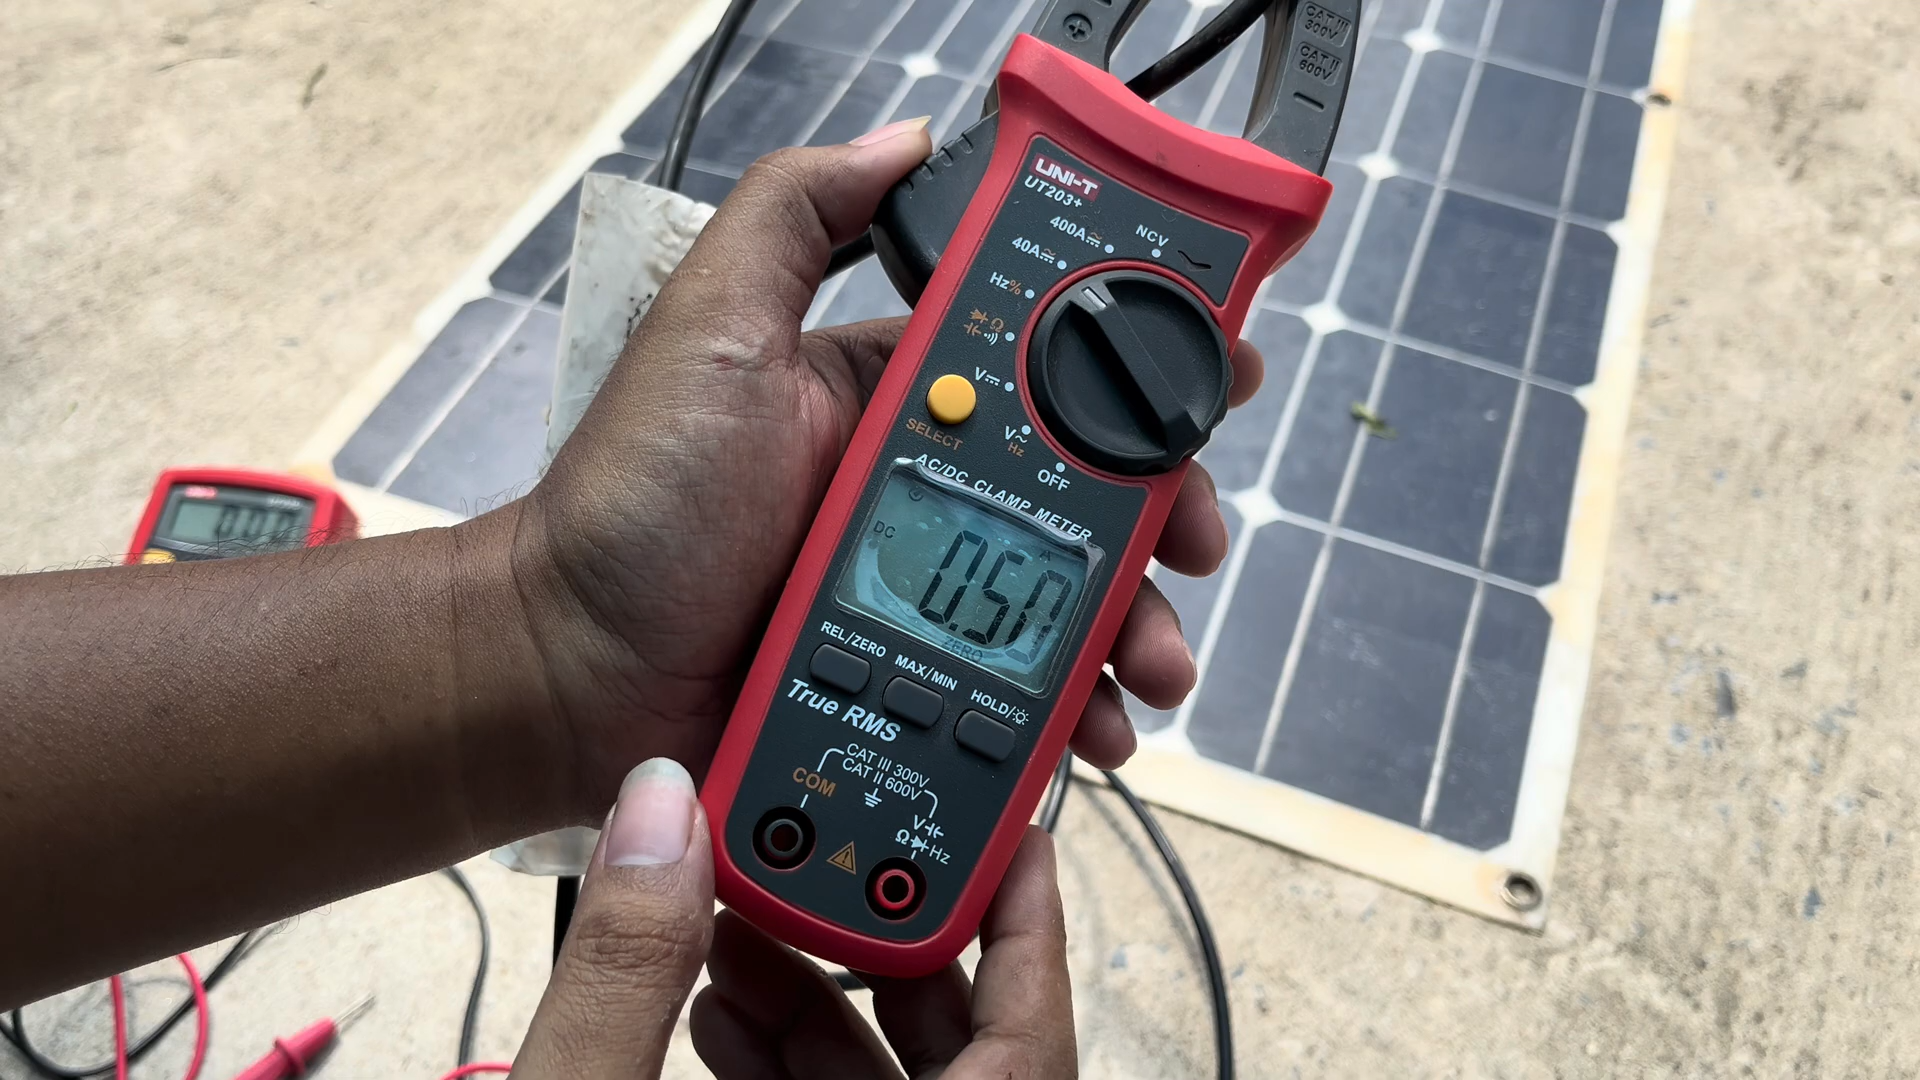 CAT III
300V
CAT II
600V
UNI-T
UT203+
400A
NCV
40A
Hz%
Ω
V
SELECT
V~
Hz
OFF
AC/DC CLAMP METER
DC
A
0.50
ZERO
REL/ZERO
MAX/MIN
HOLD/
True RMS
CAT III 300V
CAT II 600V
COM
V
Ω Hz